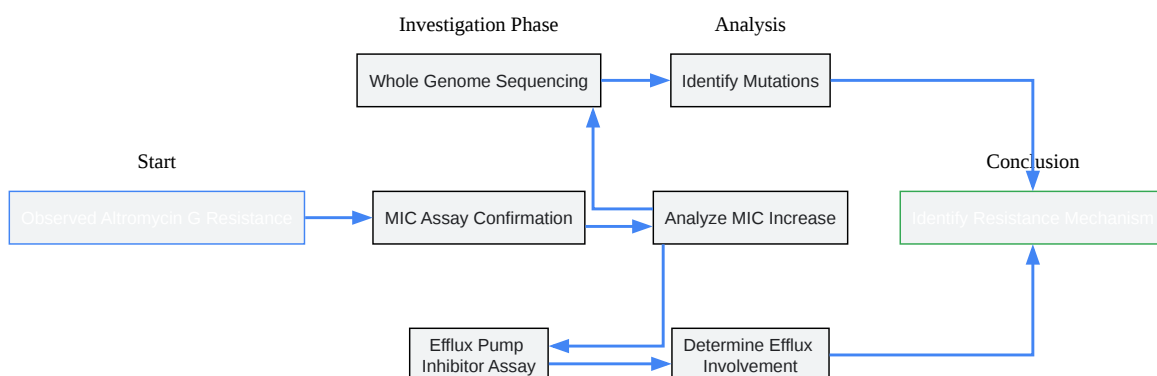 Investigation Phase
Analysis
Whole Genome Sequencing
Identify Mutations
Start
Conclusion
Observed Altromycin G Resistance
MIC Assay Confirmation
Analyze MIC Increase
Identify Resistance Mechanism
Efflux Pump
Inhibitor Assay
Determine Efflux
Involvement